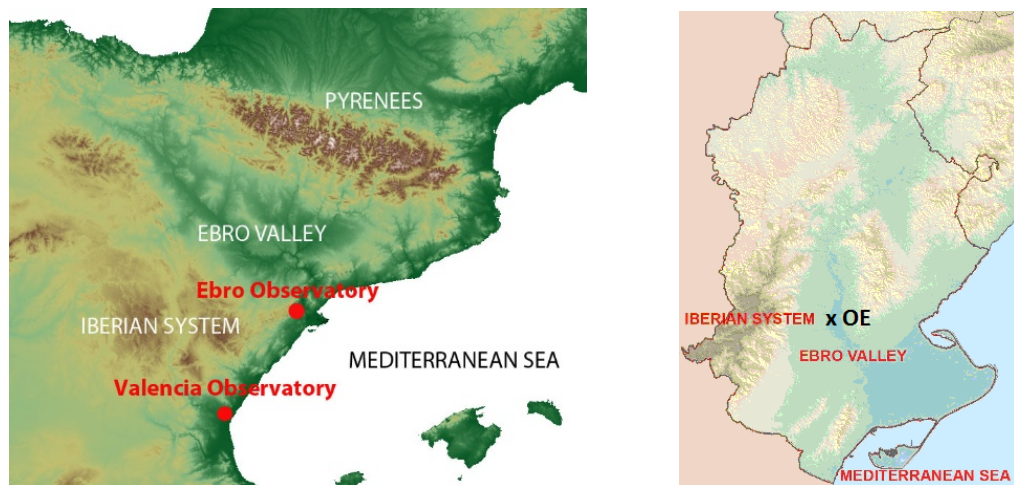 PYRENEES
EBRO VALLEY
Ebro Observatory
IBERIAN SYSTEM
MEDITERRANEAN SEA
Valencia Observatory
IBERIAN SYSTEM x OE
EBRO VALLEY
MEDITERRANEAN SEA